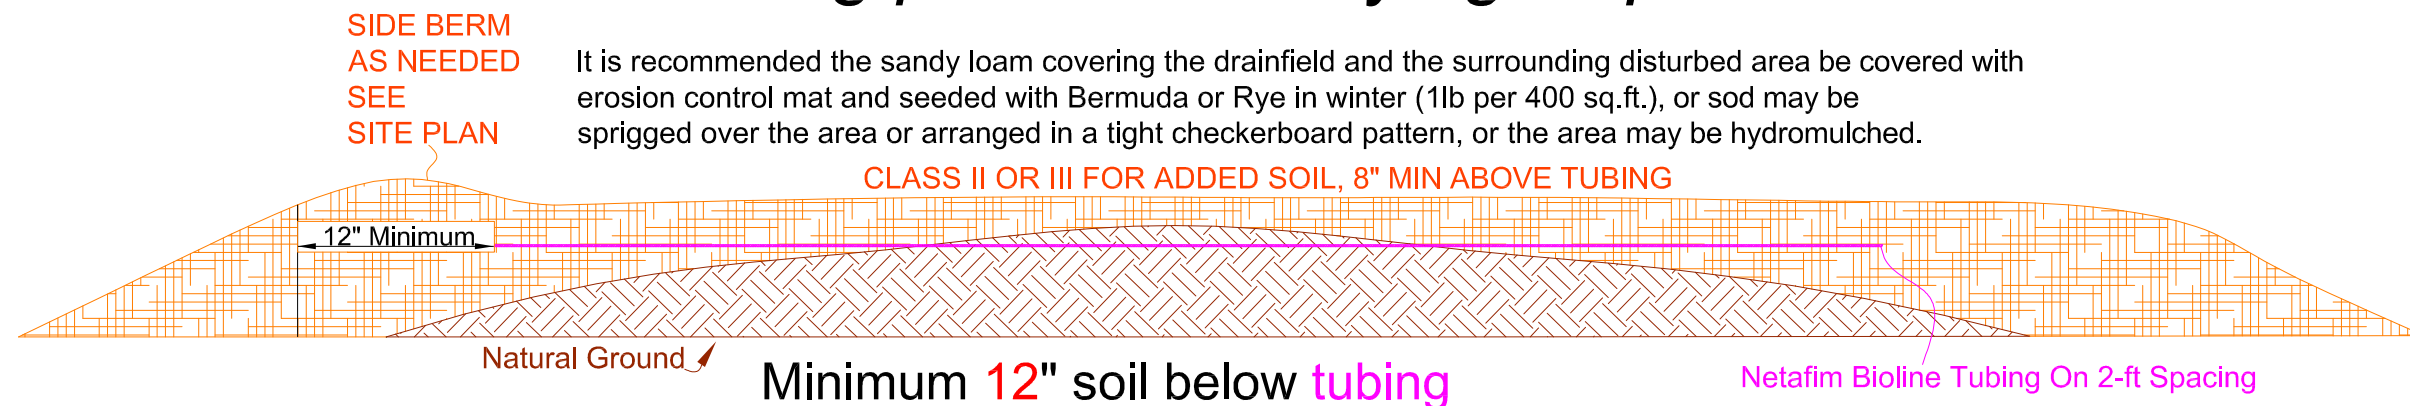 SIDE BERM
AS NEEDED
SEE
SITE PLAN
It is recommended the sandy loam covering the drainfield and the surrounding disturbed area be covered with
erosion control mat and seeded with Bermuda or Rye in winter (1lb per 400 sq.ft.), or sod may be
sprigged over the area or arranged in a tight checkerboard pattern, or the area may be hydromulched.
CLASS II OR III FOR ADDED SOIL, 8" MIN ABOVE TUBING
12" Minimum
Natural Ground
Minimum 12" soil below tubing
Netafim Bioline Tubing On 2-ft Spacing